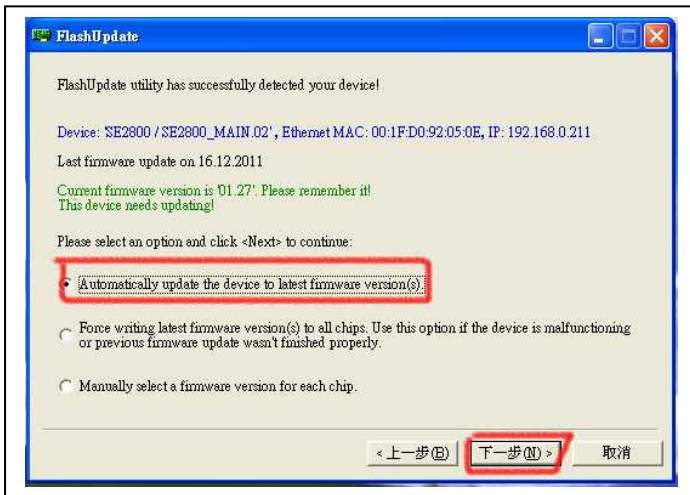 FlashUpdate
FlashUpdate utility has successfully detected your device!
Device: 'SE2800 / SE2800_MAIN.02', Ethernet MAC: 00:1F:D0:92:05:0E, IP: 192.168.0.211
Last firmware update on 16.12.2011
Current firmware version is '01.27'. Please remember it!
This device needs updating!
Please select an option and click <Next> to continue:
Automatically update the device to latest firmware version(s).
Force writing latest firmware version(s) to all chips. Use this option if the device is malfunctioning
or previous firmware update wasn't finished properly.
Manually select a firmware version for each chip.
<上一步(B) 下一步(N)> 取消